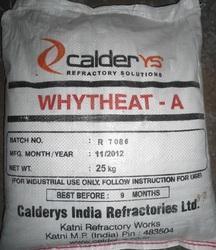 calderys
REFRACTORY SOLUTIONS
WHYTHEAT - A
BATCH NO. : R 7086
MFG. MONTH / YEAR : 11/2012
NET WT. : 25 kg
FOR INDUSTRIAL USE ONLY, FOLLOW INSTRUCTION FOR USE
BEST BEFORE : 9 MONTHS
Calderys India Refractories Ltd.
Katni Refractory Works
Katni M.P. (India) Pin : 483504